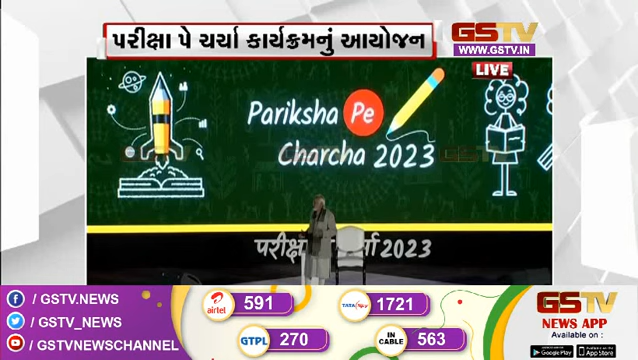 પરીક્ષા પે ચર્ચા કાર્યક્રમનું આયોજન
GSTV
WWW.GSTV.IN
LIVE
Pariksha Pe
Charcha 2023
परीक्षा
चर्चा 2023
/ GSTV.NEWS
/ GSTV_NEWS
/ GSTVNEWSCHANNEL
airtel 591
TATA Play 1721
GTPL 270
IN CABLE 563
GSTV
NEWS APP
Available on :
Google Play
App Store